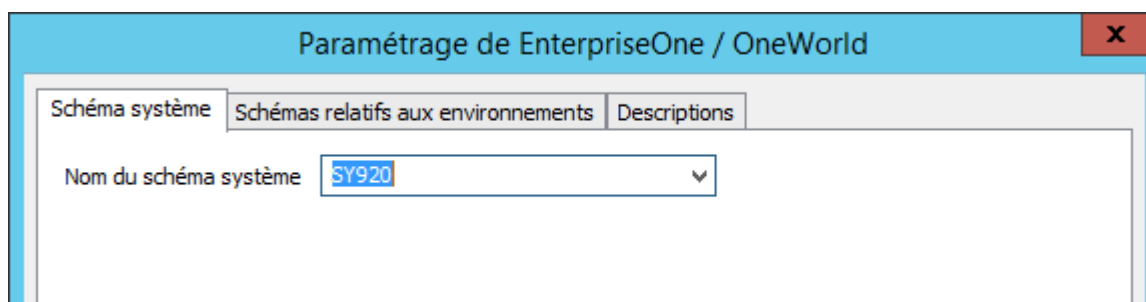 Paramétrage de EnterpriseOne / OneWorld
x
Schéma système Schémas relatifs aux environnements Descriptions
Nom du schéma système SY920